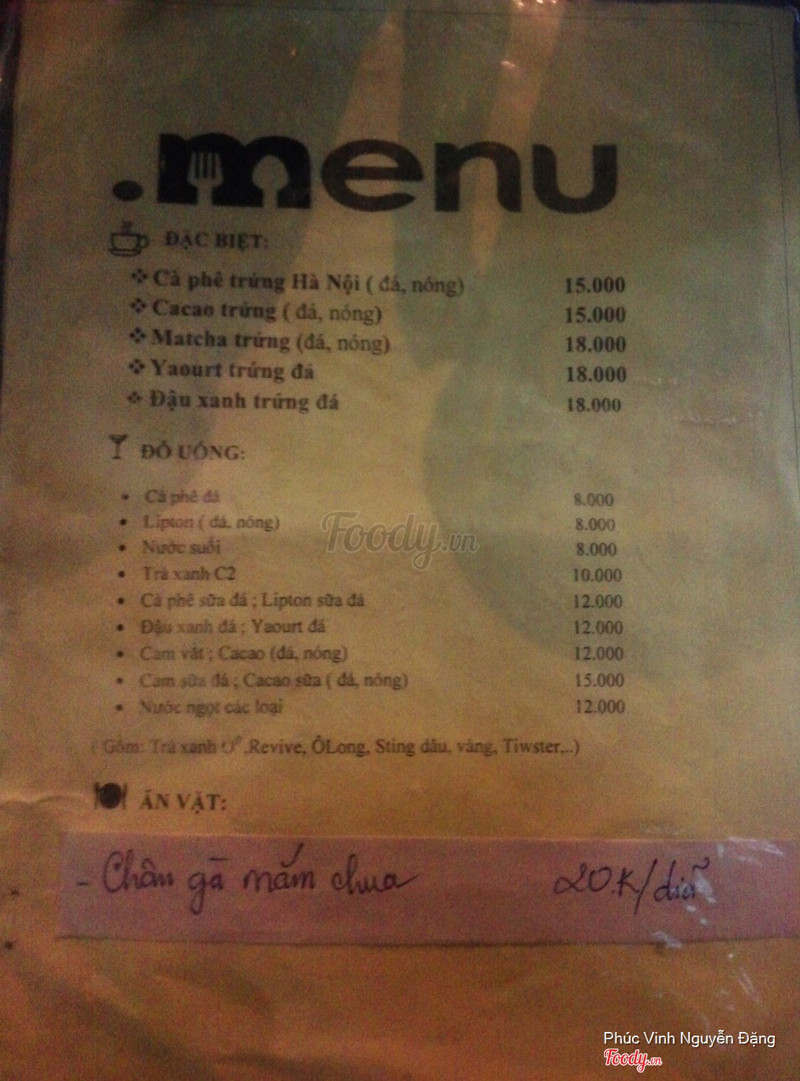 .menu
ĐẶC BIỆT:
❖ Cà phê trứng Hà Nội ( đá, nóng) 15.000
❖ Cacao trứng ( đá, nóng) 15.000
❖ Matcha trứng (đá, nóng) 18.000
❖ Yaourt trứng đá 18.000
❖ Đậu xanh trứng đá 18.000
ĐỒ UỐNG:
• Cà phê đá 8.000
• Lipton ( đá, nóng) 8.000
• Nước suối 8.000
• Trà xanh C2 10.000
• Cà phê sữa đá ; Lipton sữa đá 12.000
• Đậu xanh đá ; Yaourt đá 12.000
• Cam vắt ; Cacao (đá, nóng) 12.000
• Cam sữa đá ; Cacao sữa ( đá, nóng) 15.000
• Nước ngọt các loại 12.000
( Gồm: Trà xanh Oº,Revive, ÔLong, Sting dâu, vàng, Tiwster,..)
ĂN VẶT:
- Chân gà nấm chua 20.K/dĩa
Foody.vn
Phúc Vinh Nguyễn Đặng
Foody.vn